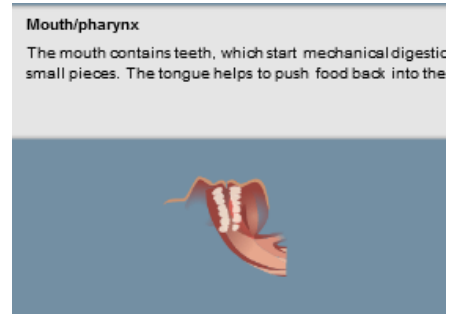 Mouth/pharynx
The mouth contains teeth, which start mechanical digestic
small pieces. The tongue helps to push food back into the